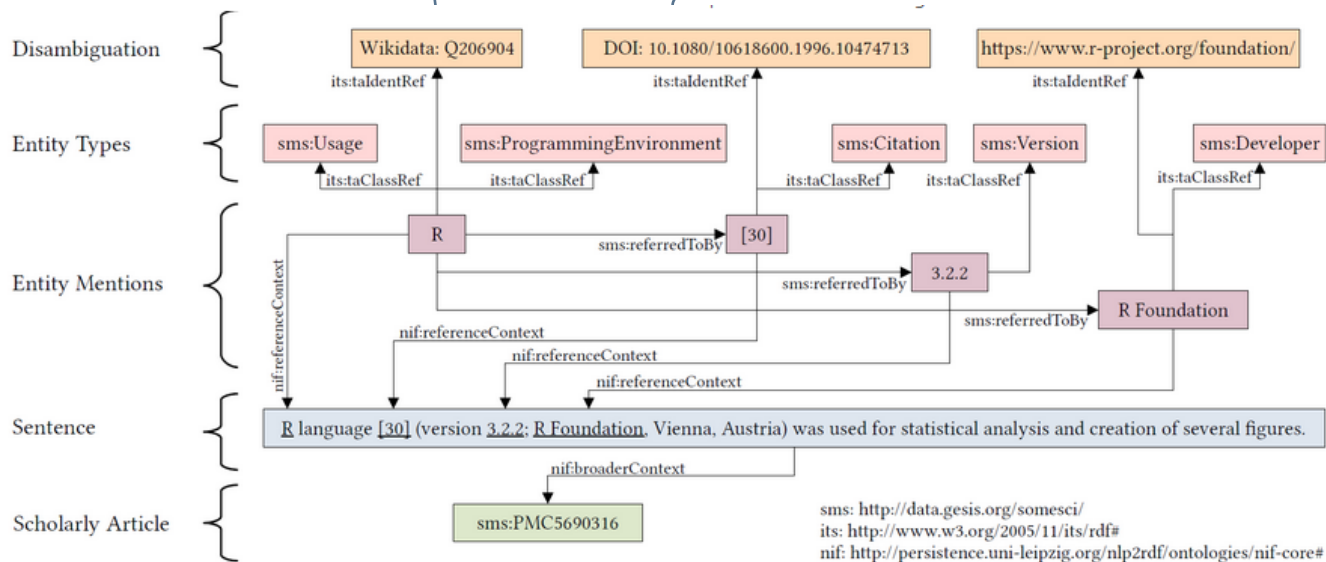 Disambiguation
Wikidata: Q206904
DOI: 10.1080/10618600.1996.10474713
https://www.r-project.org/foundation/
its:taIdentRef
its:taIdentRef
its:taIdentRef
Entity Types
sms:Usage
sms:ProgrammingEnvironment
sms:Citation
sms:Version
sms:Developer
its:taClassRef
its:taClassRef
its:taClassRef
its:taClassRef
its:taClassRef
Entity Mentions
R
[30]
sms:referredToBy
3.2.2
sms:referredToBy
R Foundation
sms:referredToBy
nif:referenceContext
nif:referenceContext
nif:referenceContext
nif:referenceContext
Sentence
R language [30] (version 3.2.2; R Foundation, Vienna, Austria) was used for statistical analysis and creation of several figures.
nif:broaderContext
Scholarly Article
sms:PMC5690316
sms: http://data.gesis.org/somesci/
its: http://www.w3.org/2005/11/its/rdf#
nif: http://persistence.uni-leipzig.org/nlp2rdf/ontologies/nif-core#